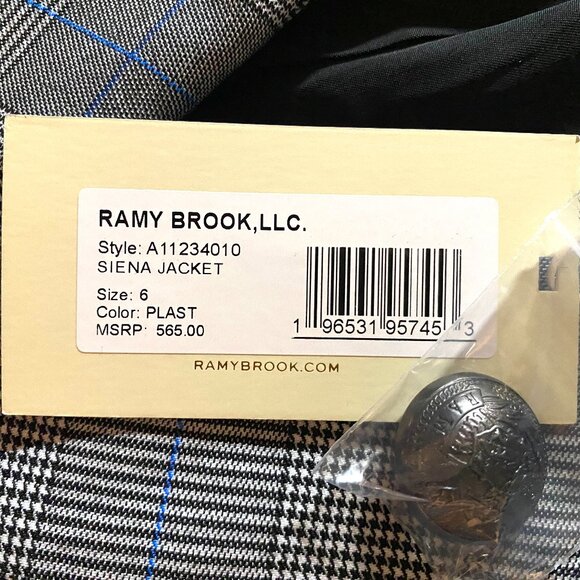 RAMY BROOK,LLC.
Style: A11234010
SIENA JACKET
Size: 6
Color: PLAST
MSRP: 565.00
1 96531 95745 3
RAMYBROOK.COM